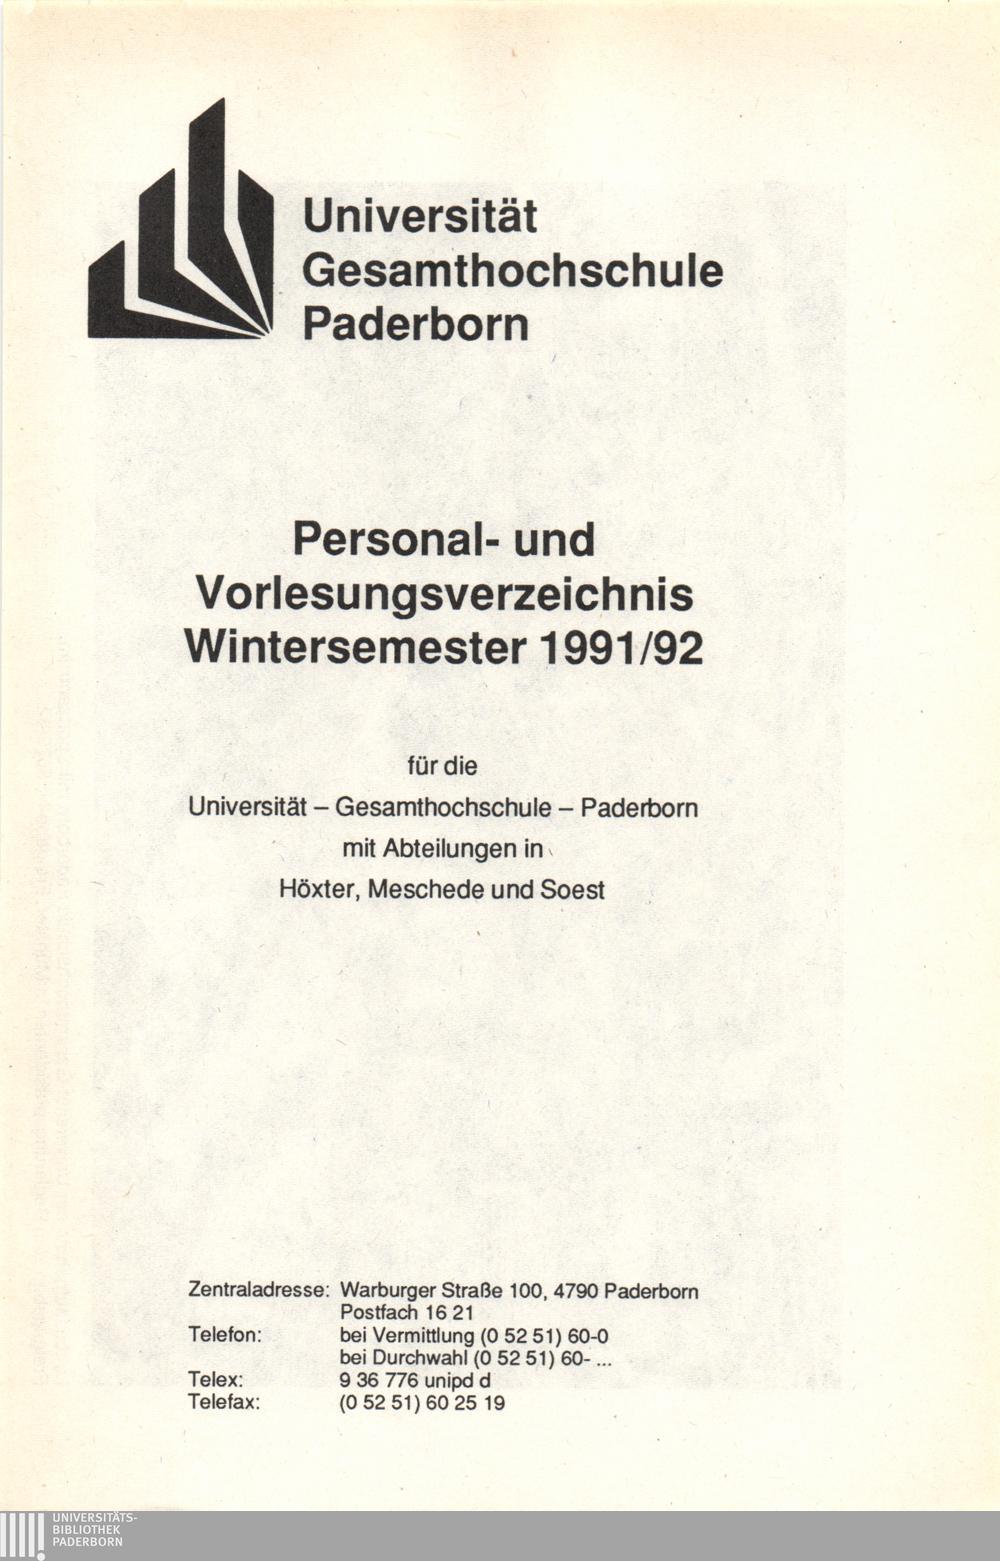 Universität
Gesamthochschule
Paderborn
Personal- und
Vorlesungsverzeichnis
Wintersemester 1991/92
für die
Universität – Gesamthochschule – Paderborn
mit Abteilungen in
Höxter, Meschede und Soest
Zentraladresse: Warburger Straße 100, 4790 Paderborn
Postfach 16 21
Telefon: bei Vermittlung (0 52 51) 60-0
bei Durchwahl (0 52 51) 60- ...
Telex: 9 36 776 unipd d
Telefax: (0 52 51) 60 25 19
UNIVERSITÄTS-
BIBLIOTHEK
PADERBORN